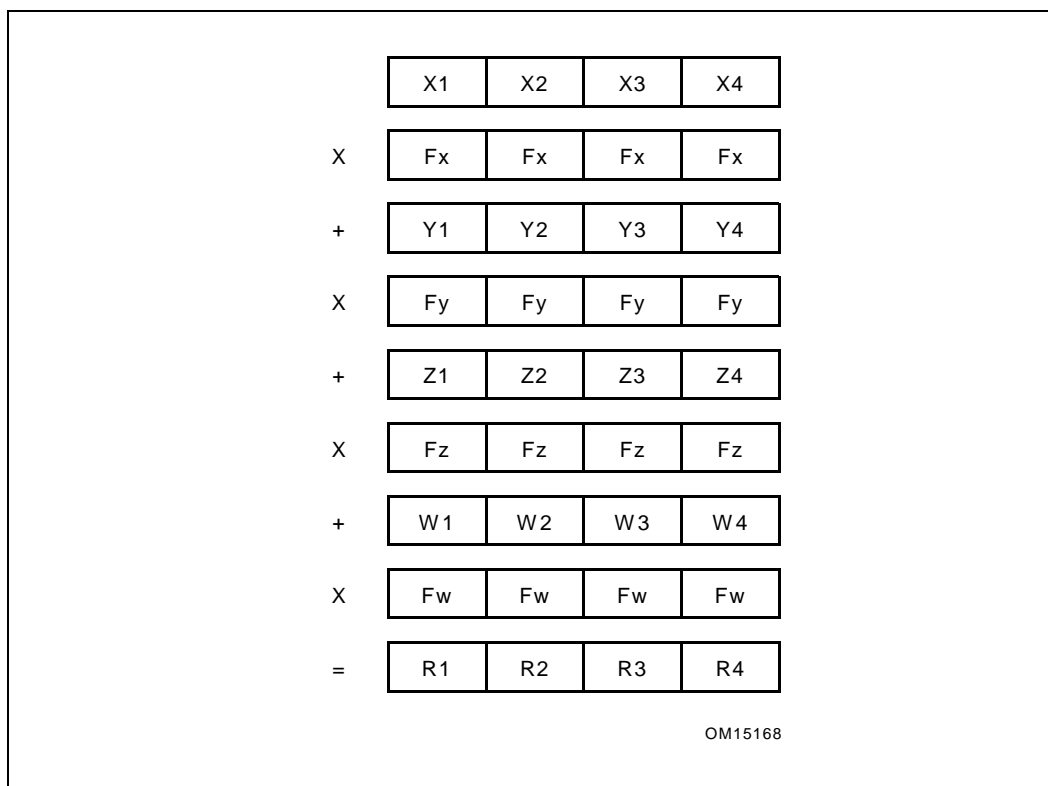 X1 X2 X3 X4
X Fx Fx Fx Fx
+ Y1 Y2 Y3 Y4
X Fy Fy Fy Fy
+ Z1 Z2 Z3 Z4
X Fz Fz Fz Fz
+ W1 W2 W3 W4
X Fw Fw Fw Fw
= R1 R2 R3 R4
OM15168